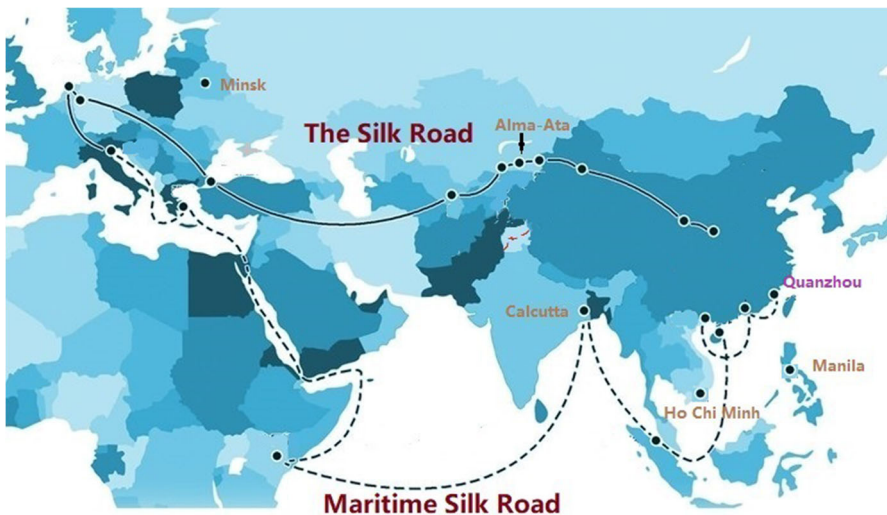 Minsk
The Silk Road
Alma-Ata
Quanzhou
Calcutta
Manila
Ho Chi Minh
Maritime Silk Road